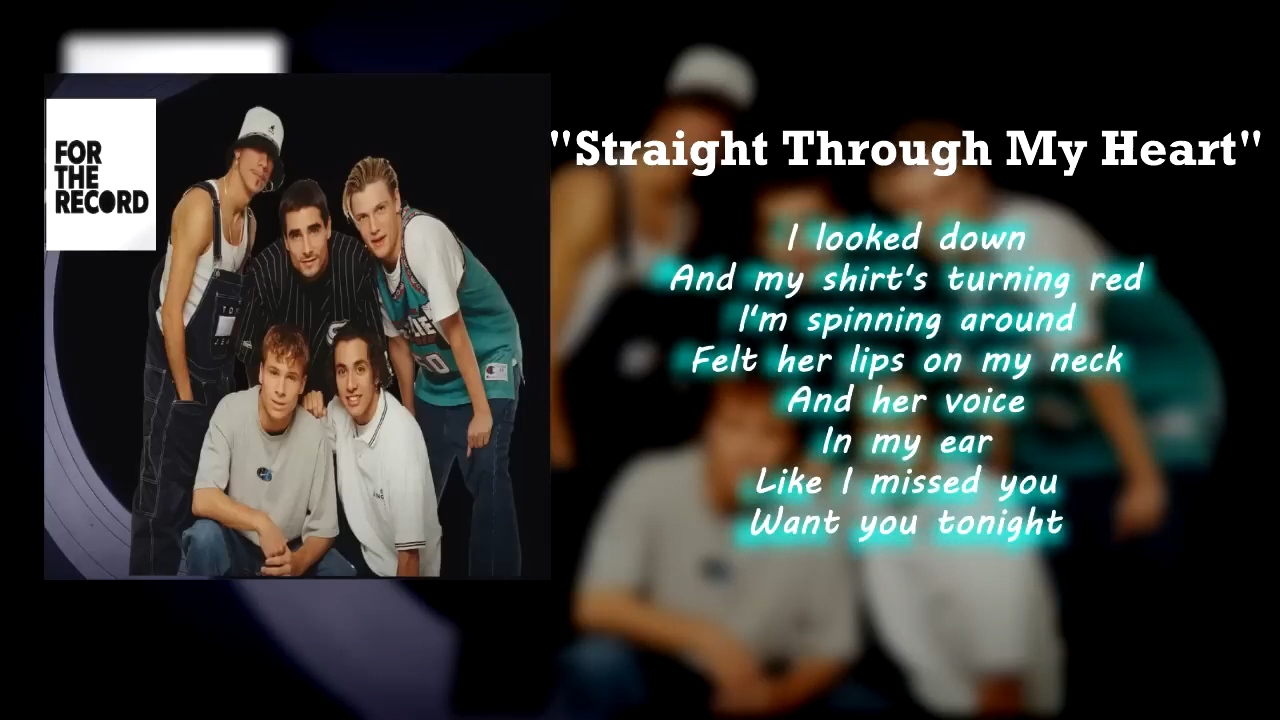 FOR
THE
RECORD
"Straight Through My Heart"
I looked down
And my shirt's turning red
I'm spinning around
Felt her lips on my neck
And her voice
In my ear
Like I missed you
Want you tonight